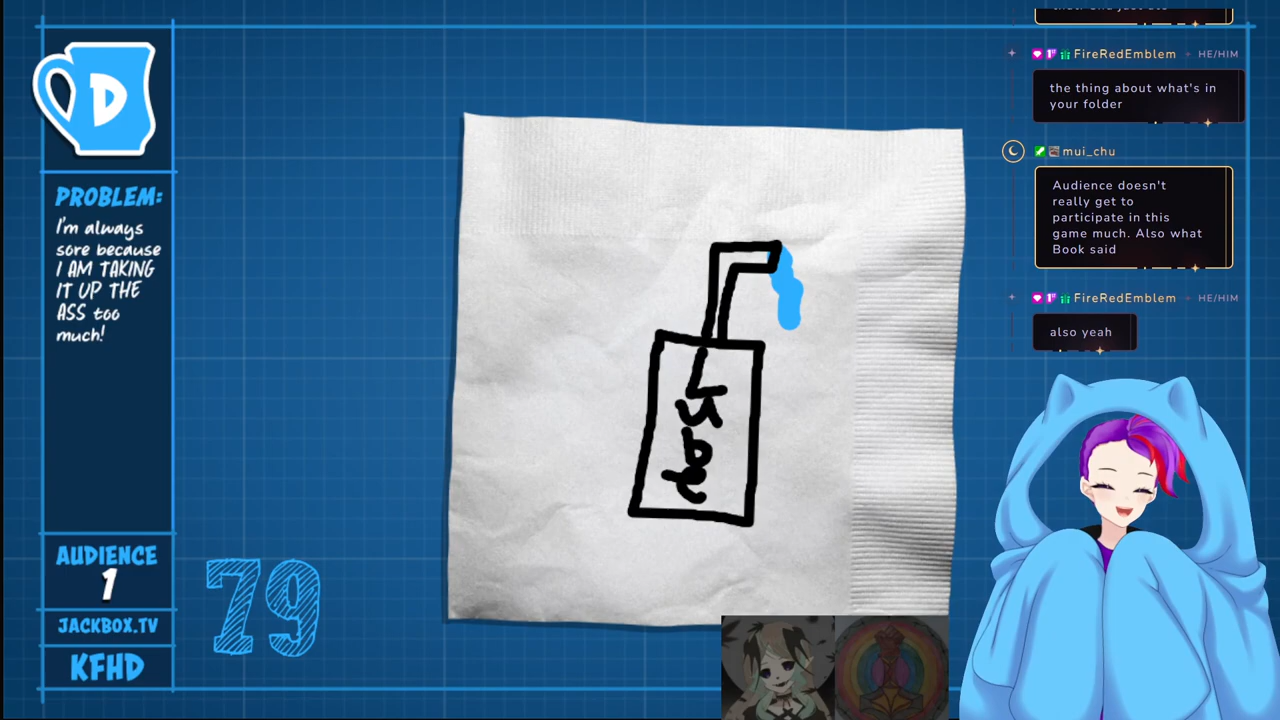 D
PROBLEM:
I'm always
sore because
I AM TAKING
IT UP THE
ASS too
much!
AUDIENCE
1
JACKBOX.TV
KFHD
79
Lube
FireRedEmblem HE/HIM
the thing about what's in
your folder
mui_chu
Audience doesn't
really get to
participate in this
game much. Also what
Book said
FireRedEmblem HE/HIM
also yeah